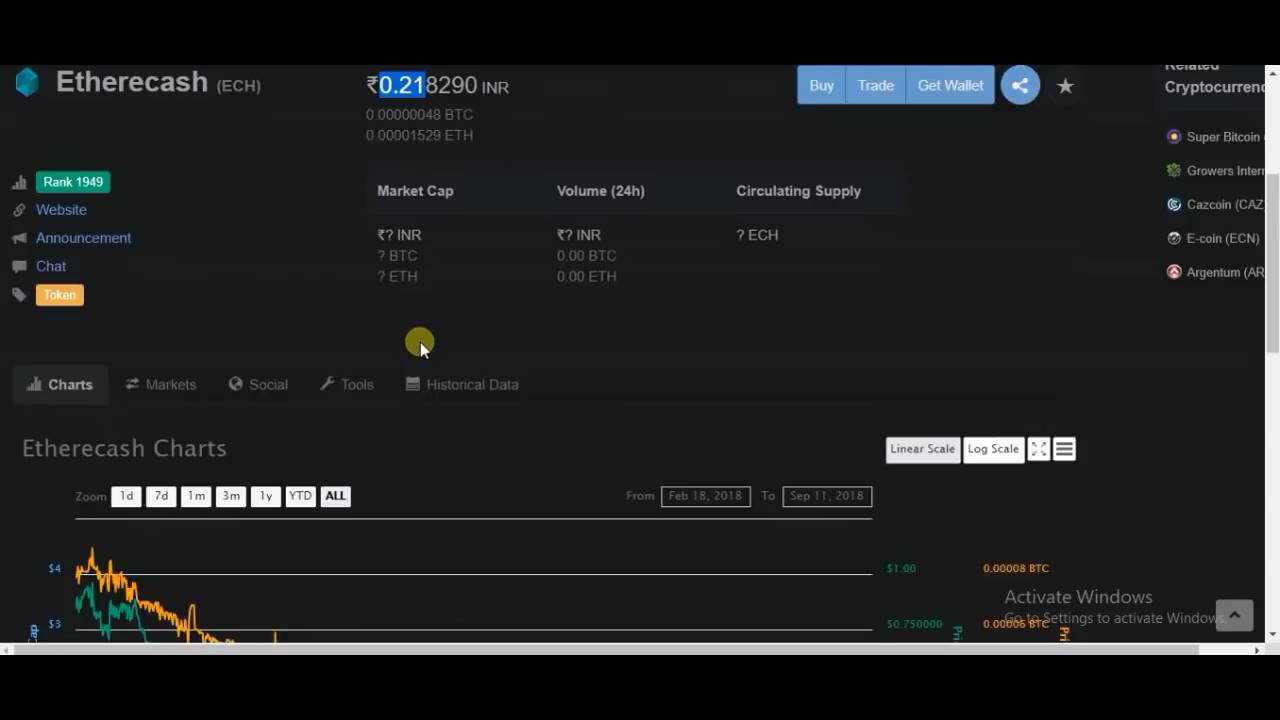 Etherecash (ECH)
₹0.218290 INR
0.00000048 BTC
0.00001529 ETH
Buy Trade Get Wallet
Related
Cryptocurrenc
Super Bitcoin
Growers Intern
Cazcoin (CAZ
E-coin (ECN)
Argentum (AR
Rank 1949
Website
Announcement
Chat
Token
Market Cap Volume (24h) Circulating Supply
₹? INR ₹? INR ? ECH
? BTC 0.00 BTC
? ETH 0.00 ETH
Charts Markets Social Tools Historical Data
Etherecash Charts
Linear Scale Log Scale
Zoom 1d 7d 1m 3m 1y YTD ALL
From Feb 18, 2018 To Sep 11, 2018
$4 $1.00 0.00008 BTC
$3 $0.750000 0.00006 BTC
Cap
Pri
Pri
Activate Windows
Go to Settings to activate Windows.